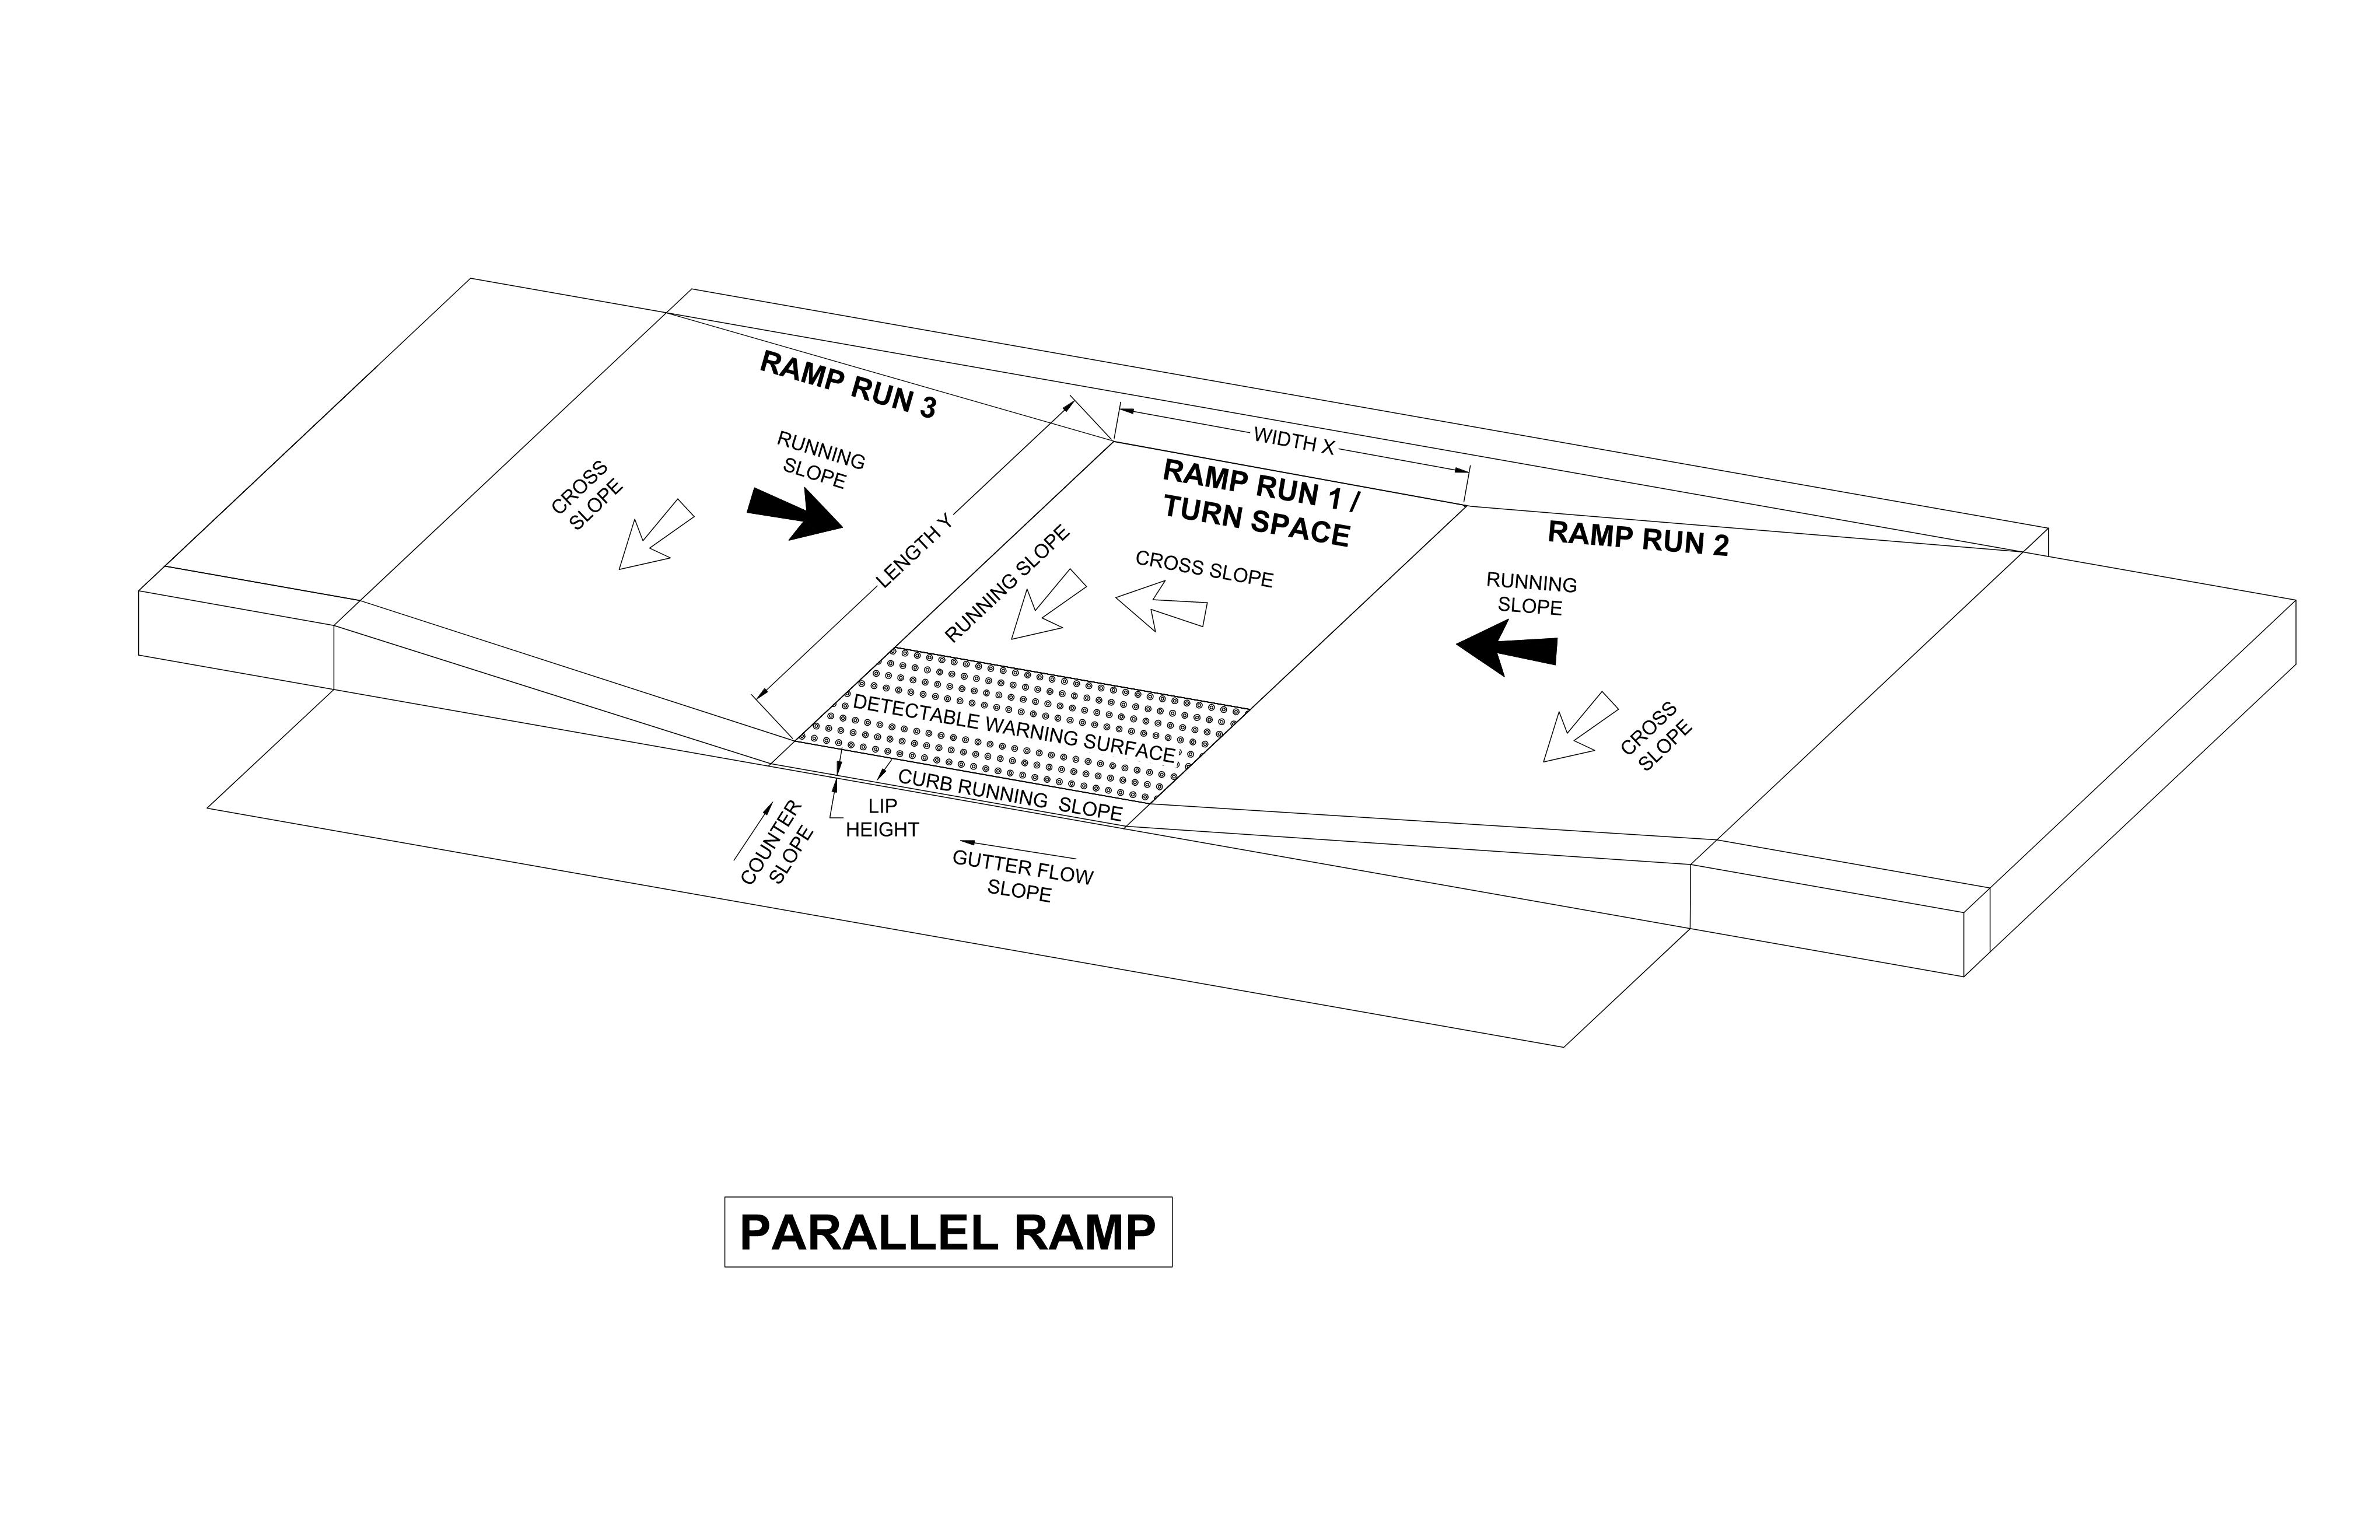 RAMP RUN 3
RUNNING
SLOPE
CROSS
SLOPE
LENGTH Y
WIDTH X
RAMP RUN 1 /
TURN SPACE
RUNNING SLOPE
CROSS SLOPE
RAMP RUN 2
RUNNING
SLOPE
CROSS
SLOPE
DETECTABLE WARNING SURFACE
CURB RUNNING SLOPE
LIP
HEIGHT
COUNTER
SLOPE
GUTTER FLOW
SLOPE
PARALLEL RAMP